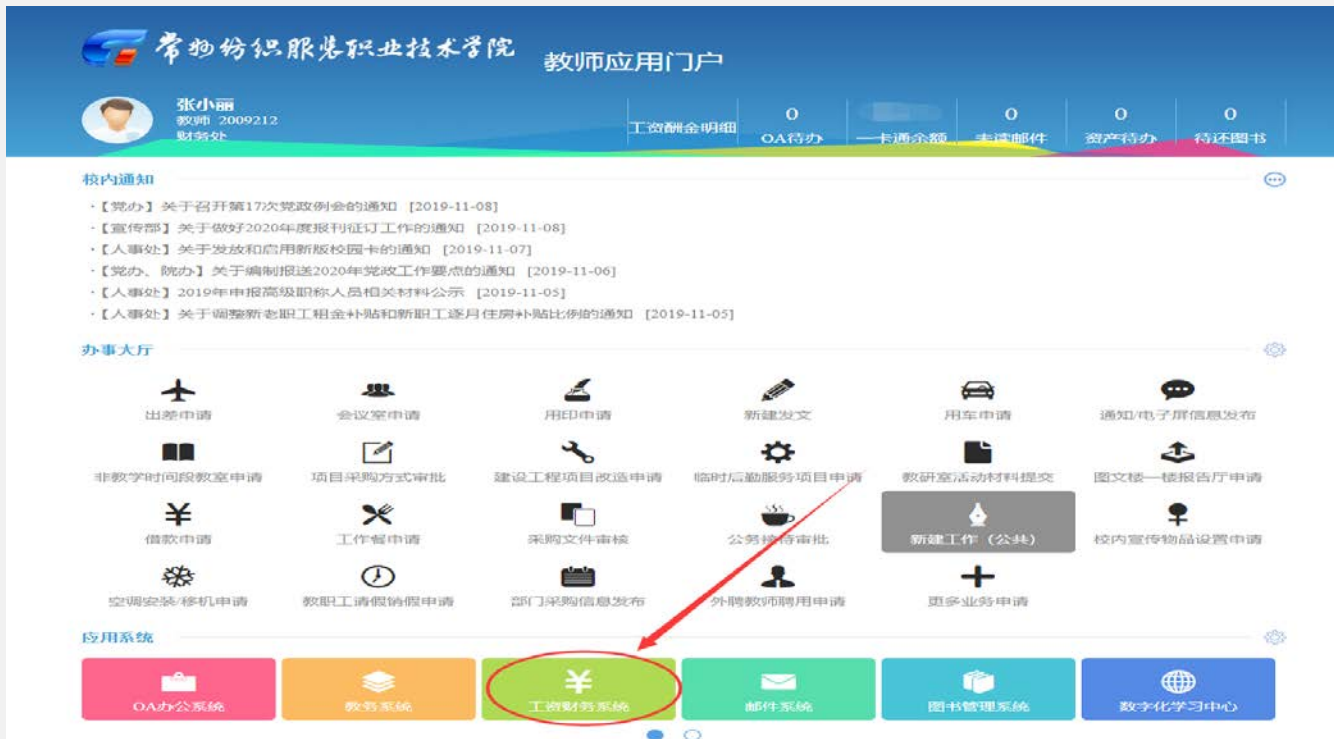 常州纺织服装职业技术学院 教师应用门户
张小丽
教师 2009212
财务处
工资酬金明细
0 0 0 0
OA待办 一卡通余额 未读邮件 资产待办 待还图书
校内通知
·【党办】关于召开第17次党政例会的通知 [2019-11-08]
·【宣传部】关于做好2020年度报刊征订工作的通知 [2019-11-08]
·【人事处】关于发放和启用新版校园卡的通知 [2019-11-07]
·【党办、院办】关于编制报送2020年党政工作要点的通知 [2019-11-06]
·【人事处】2019年申报高级职称人员相关材料公示 [2019-11-05]
·【人事处】关于调整新老职工租金补贴和新职工逐月住房补贴比例的通知 [2019-11-05]
办事大厅
出差申请 会议室申请 用印申请 新建发文 用车申请 通知/电子屏信息发布
非教学时间段教室申请 项目采购方式审批 建设工程项目改造申请 临时后勤服务项目申请 教研室活动材料提交 图文楼一楼报告厅申请
借款申请 工作餐申请 采购文件审核 公务接待审批 新建工作（公共） 校内宣传物品设置申请
空调安装/移机申请 教职工请假销假申请 部门采购信息发布 外聘教师聘用申请 更多业务申请
应用系统
OA办公系统 教务系统 工资财务系统 邮件系统 图书管理系统 数字化学习中心